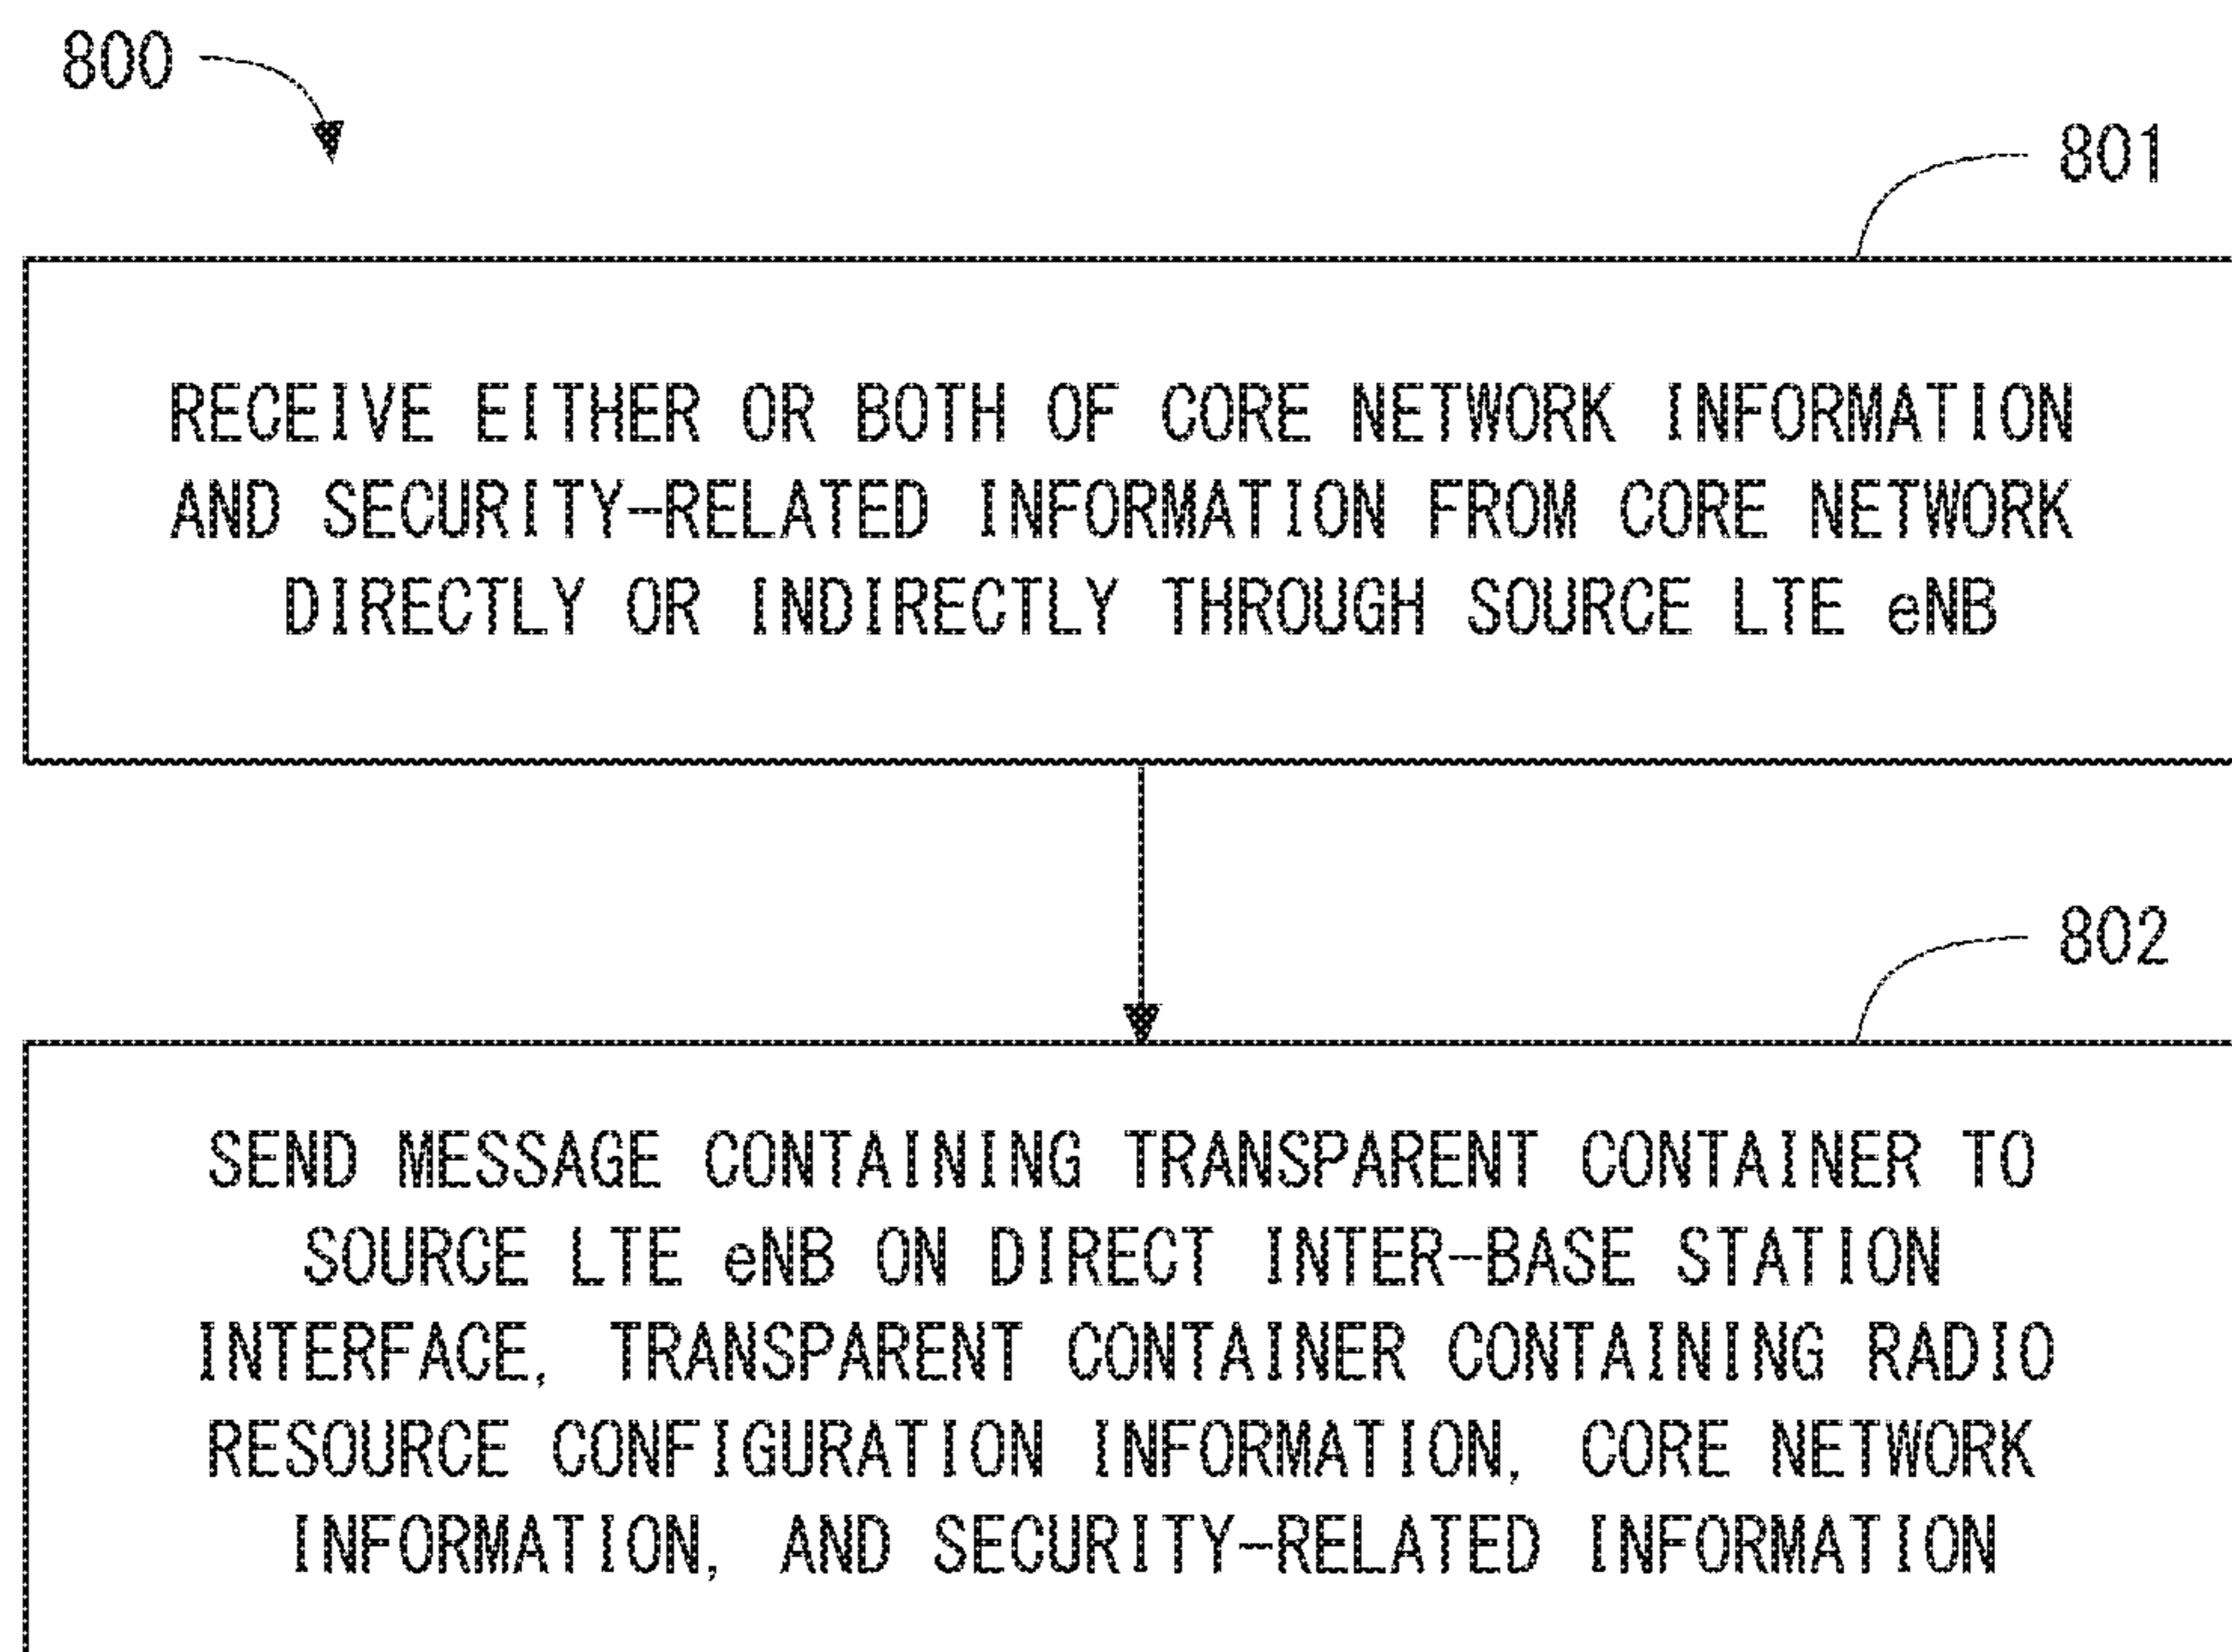 800
801
RECEIVE EITHER OR BOTH OF CORE NETWORK INFORMATION
AND SECURITY-RELATED INFORMATION FROM CORE NETWORK
DIRECTLY OR INDIRECTLY THROUGH SOURCE LTE eNB
802
SEND MESSAGE CONTAINING TRANSPARENT CONTAINER TO
SOURCE LTE eNB ON DIRECT INTER-BASE STATION
INTERFACE, TRANSPARENT CONTAINER CONTAINING RADIO
RESOURCE CONFIGURATION INFORMATION, CORE NETWORK
INFORMATION, AND SECURITY-RELATED INFORMATION